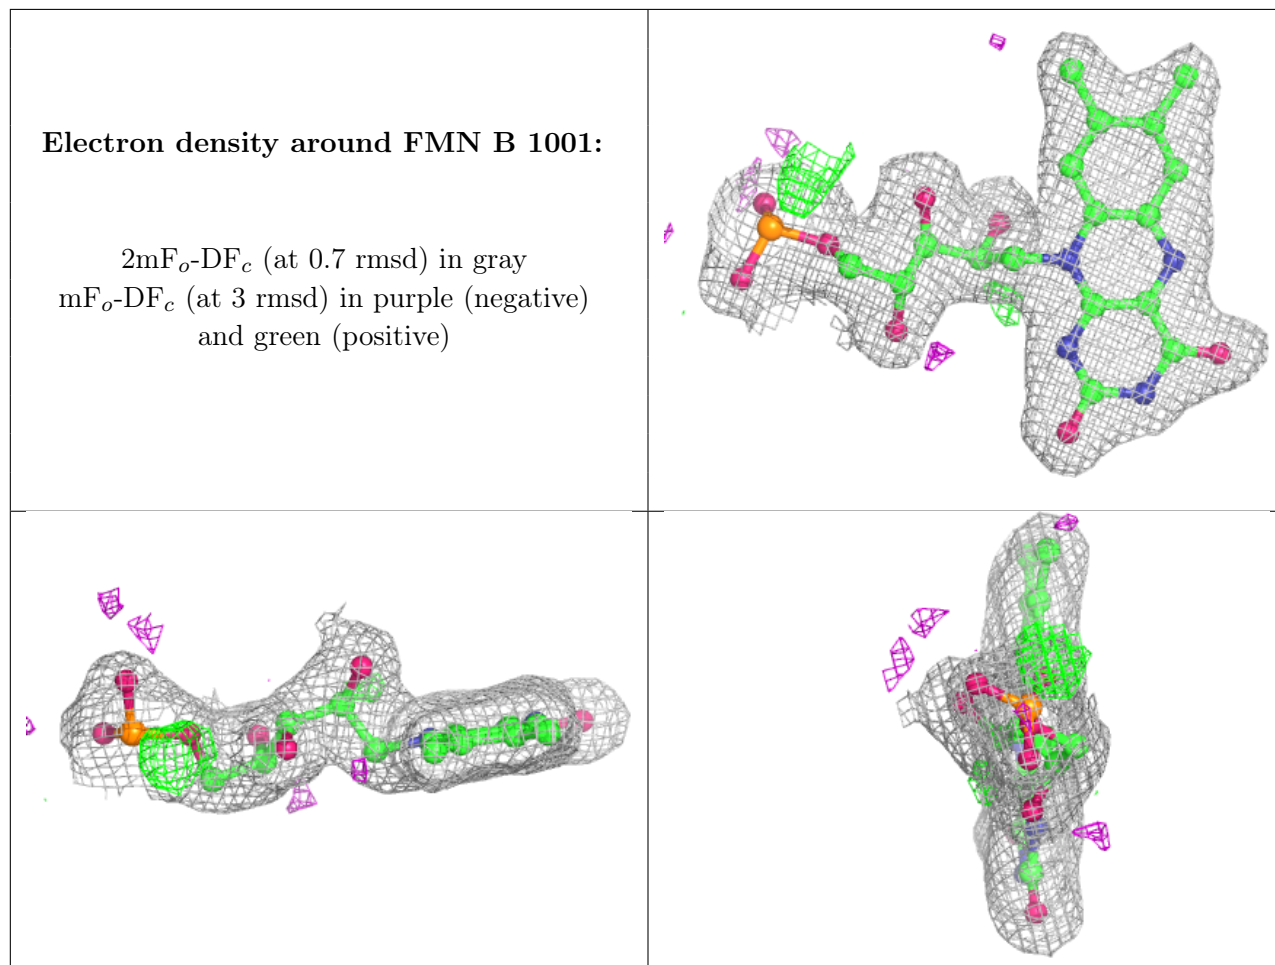 Electron density around FMN B 1001:
2mFo-DFc (at 0.7 rmsd) in gray
mFo-DFc (at 3 rmsd) in purple (negative)
and green (positive)